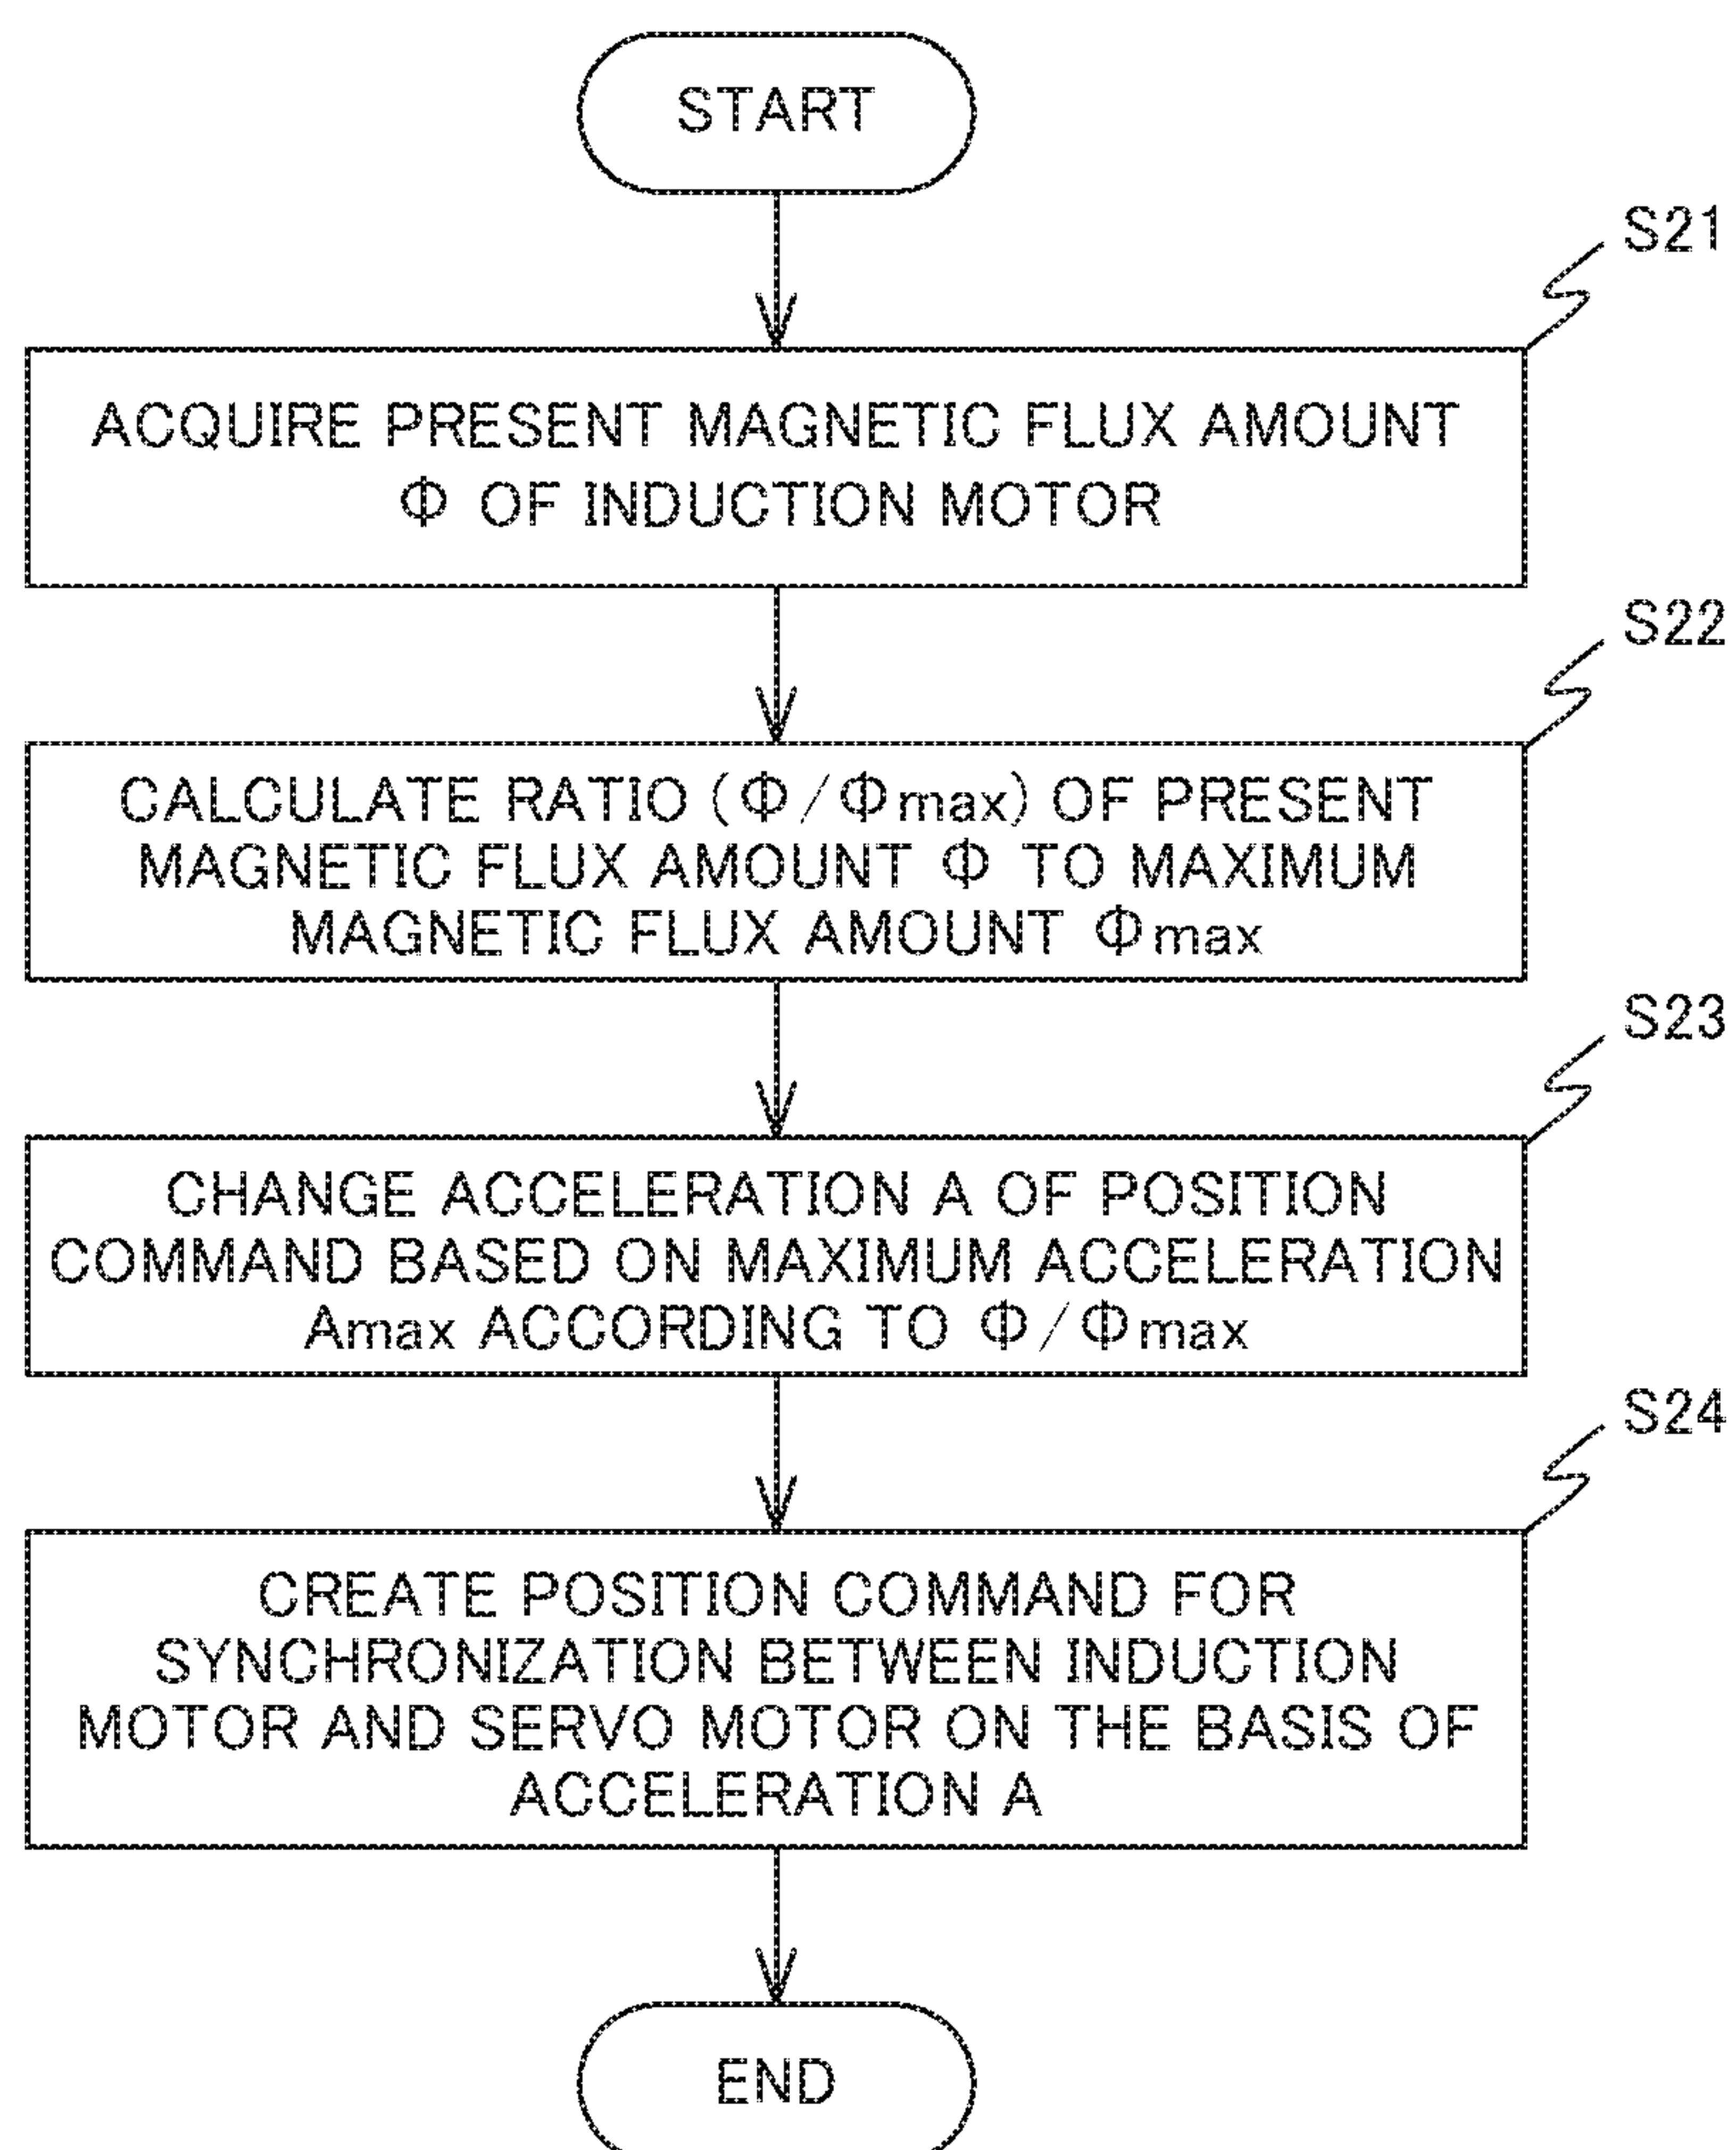 START
S21
ACQUIRE PRESENT MAGNETIC FLUX AMOUNT
Φ OF INDUCTION MOTOR
S22
CALCULATE RATIO (Φ/Φmax) OF PRESENT
MAGNETIC FLUX AMOUNT Φ TO MAXIMUM
MAGNETIC FLUX AMOUNT Φmax
S23
CHANGE ACCELERATION A OF POSITION
COMMAND BASED ON MAXIMUM ACCELERATION
Amax ACCORDING TO Φ/Φmax
S24
CREATE POSITION COMMAND FOR
SYNCHRONIZATION BETWEEN INDUCTION
MOTOR AND SERVO MOTOR ON THE BASIS OF
ACCELERATION A
END